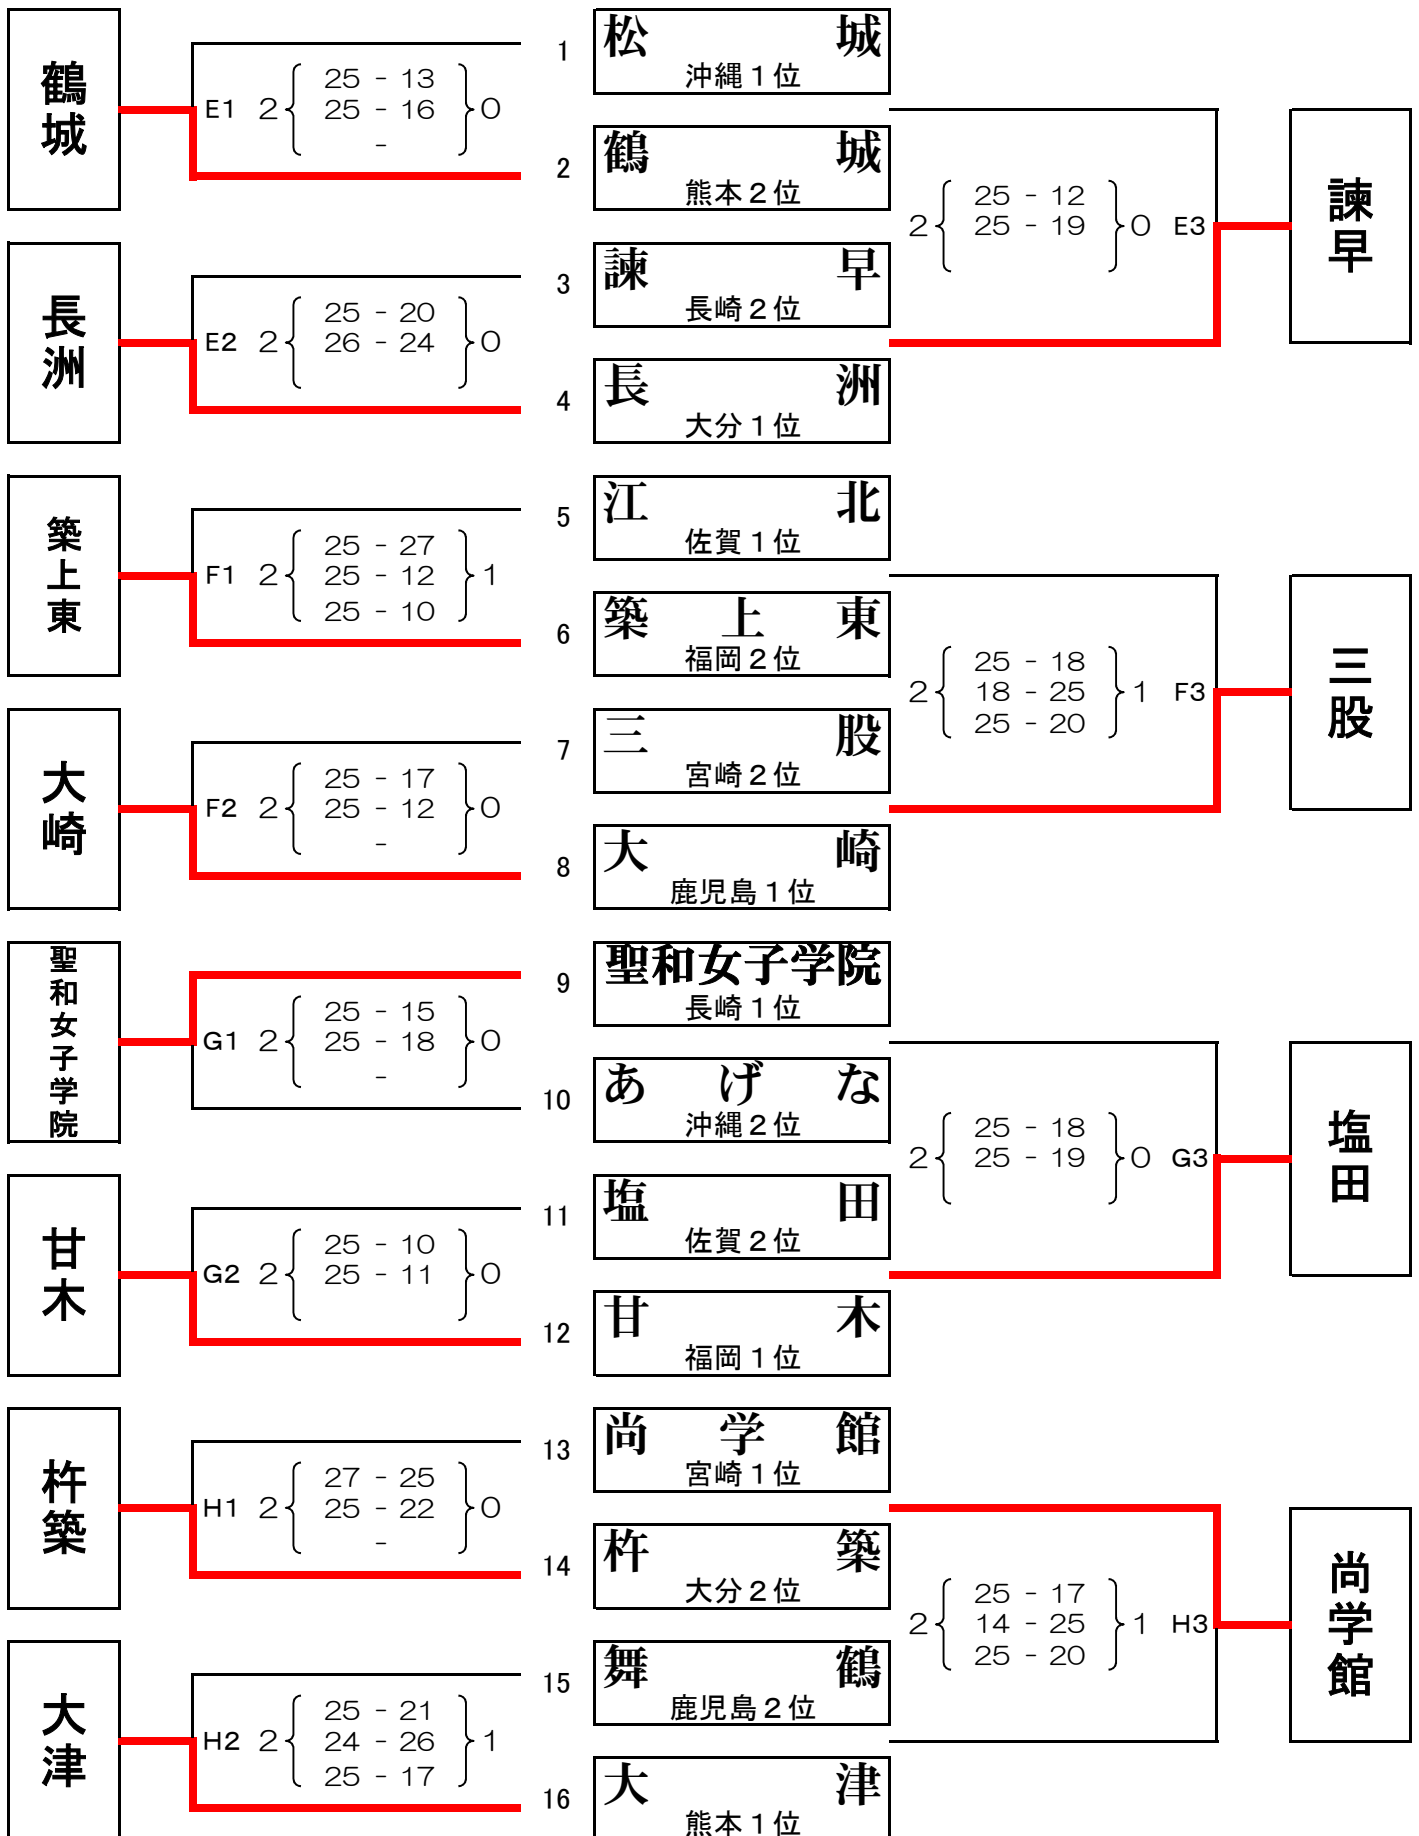 鶴城
E1 2 { 25 - 13 } 0
25 - 16
-
1 松城
沖縄1位
2 鶴城
熊本2位
長洲
E2 2 { 25 - 20 } 0
26 - 24
3 諫早
長崎2位
4 長洲
大分1位
2 { 25 - 12 } 0 E3
25 - 19
諫早
築上東
F1 2 { 25 - 27 } 1
25 - 12
25 - 10
5 江北
佐賀1位
6 築上東
福岡2位
大崎
F2 2 { 25 - 17 } 0
25 - 12
-
7 三股
宮崎2位
8 大崎
鹿児島1位
2 { 25 - 18 } 1 F3
18 - 25
25 - 20
三股
聖和女子学院
G1 2 { 25 - 15 } 0
25 - 18
-
9 聖和女子学院
長崎1位
10 あげな
沖縄2位
甘木
G2 2 { 25 - 10 } 0
25 - 11
11 塩田
佐賀2位
12 甘木
福岡1位
2 { 25 - 18 } 0 G3
25 - 19
塩田
杵築
H1 2 { 27 - 25 } 0
25 - 22
-
13 尚学館
宮崎1位
14 杵築
大分2位
大津
H2 2 { 25 - 21 } 1
24 - 26
25 - 17
15 舞鶴
鹿児島2位
16 大津
熊本1位
2 { 25 - 17 } 1 H3
14 - 25
25 - 20
尚学館